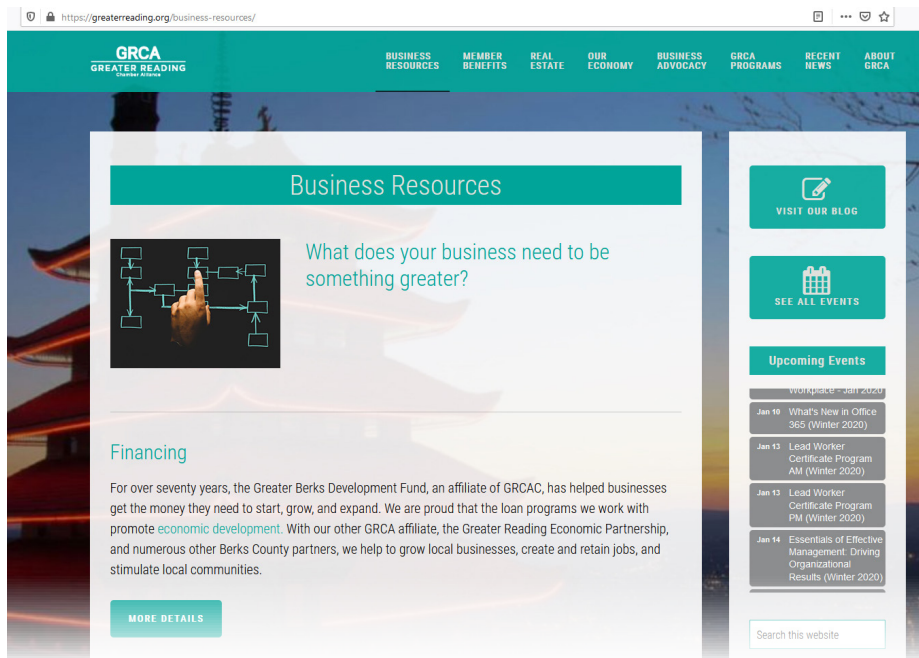 https://greaterreading.org/business-resources/
GRCA
GREATER READING
Chamber Alliance
BUSINESS
RESOURCES
MEMBER
BENEFITS
REAL
ESTATE
OUR
ECONOMY
BUSINESS
ADVOCACY
GRCA
PROGRAMS
RECENT
NEWS
ABOUT
GRCA
Business Resources
What does your business need to be
something greater?
Financing
For over seventy years, the Greater Berks Development Fund, an affiliate of GRCAC, has helped businesses
get the money they need to start, grow, and expand. We are proud that the loan programs we work with
promote economic development. With our other GRCA affiliate, the Greater Reading Economic Partnership,
and numerous other Berks County partners, we help to grow local businesses, create and retain jobs, and
stimulate local communities.
MORE DETAILS
VISIT OUR BLOG
SEE ALL EVENTS
Upcoming Events
Workplace - Jan 2020
Jan 10 What's New in Office
365 (Winter 2020)
Jan 13 Lead Worker
Certificate Program
AM (Winter 2020)
Jan 13 Lead Worker
Certificate Program
PM (Winter 2020)
Jan 14 Essentials of Effective
Management: Driving
Organizational
Results (Winter 2020)
Search this website